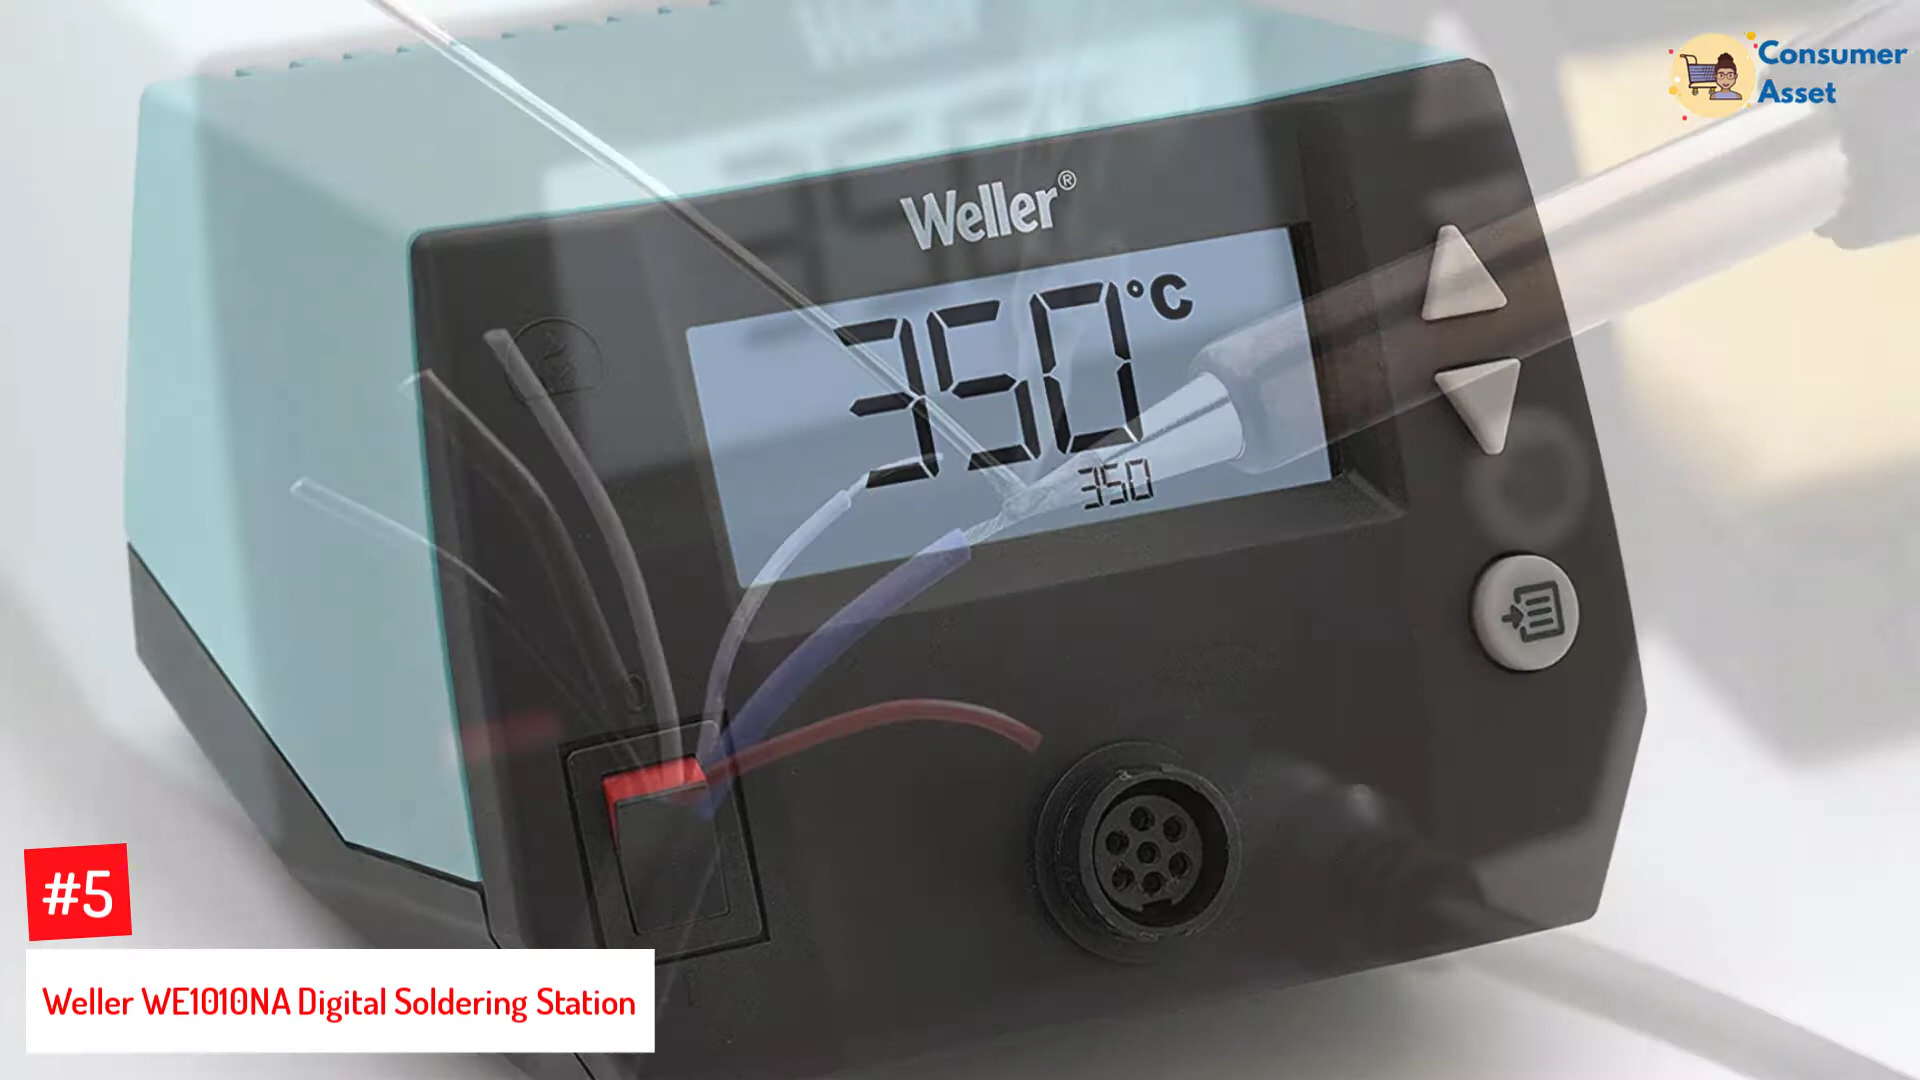 Consumer
Asset
Weller®
350°C
350
#5
Weller WE1010NA Digital Soldering Station